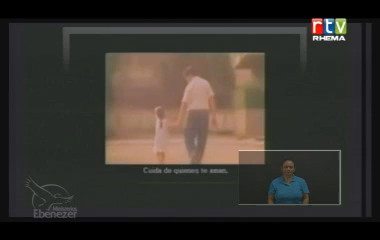 rtv
RHEMA
Cuida de quienes te aman,
Ministerio
Ebenezer